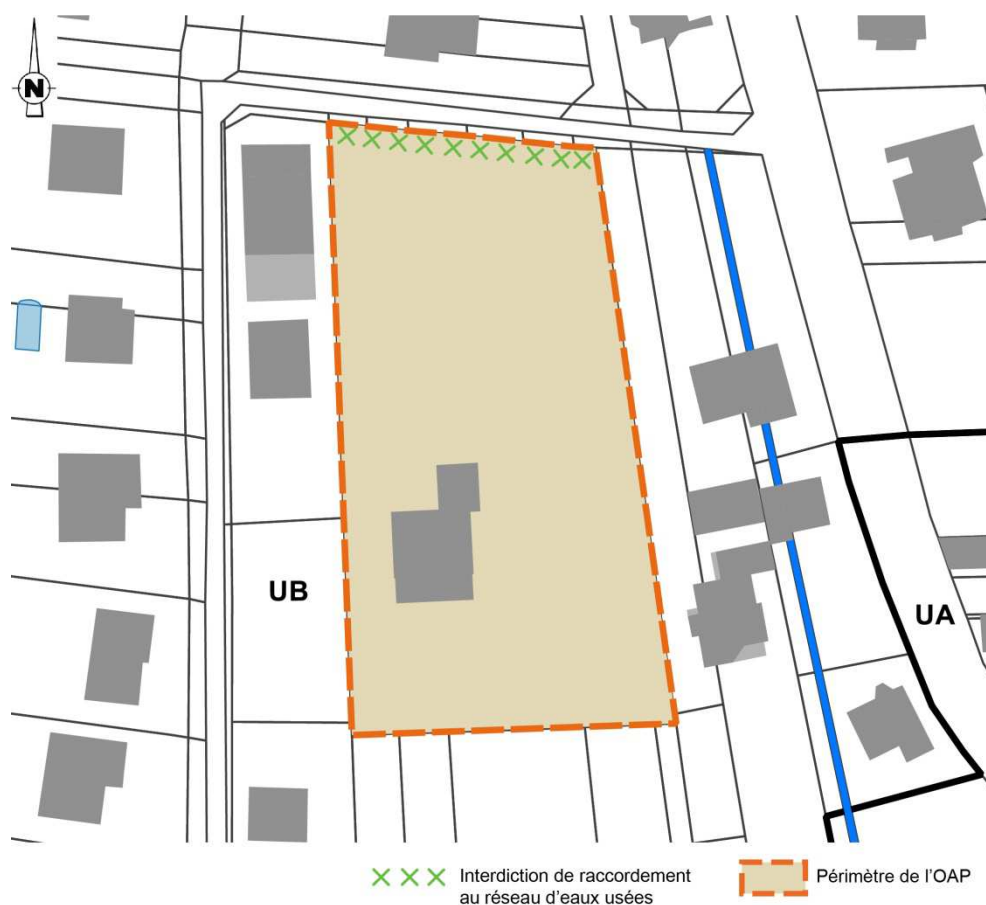 N
UB
UA
Interdiction de raccordement
au réseau d'eaux usées
Périmètre de l'OAP